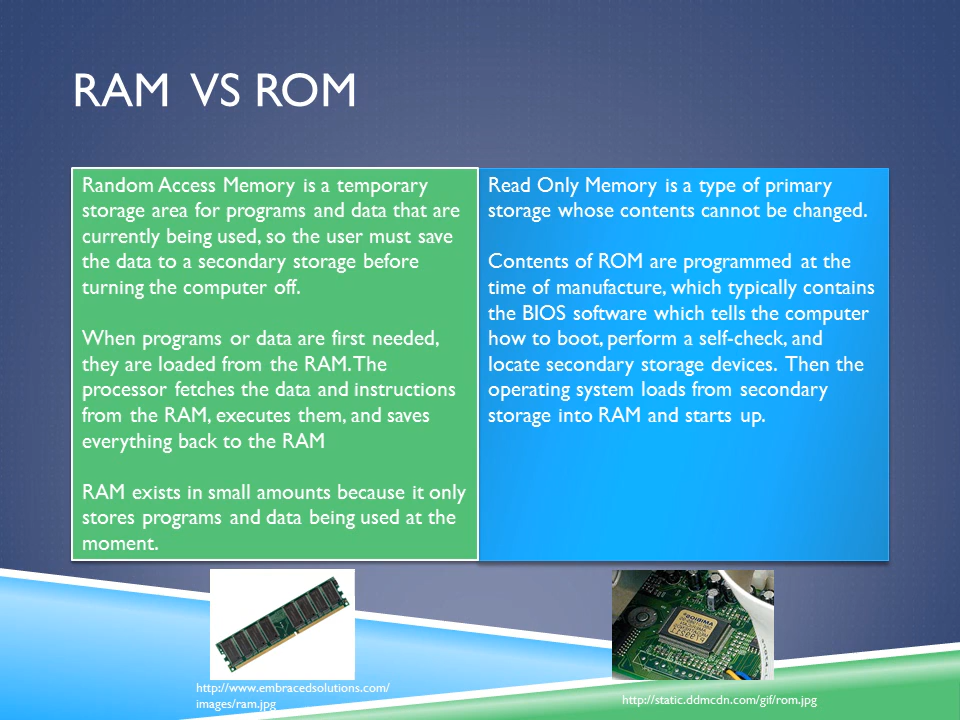 RAM VS ROM
Random Access Memory is a temporary
storage area for programs and data that are
currently being used, so the user must save
the data to a secondary storage before
turning the computer off.
When programs or data are first needed,
they are loaded from the RAM. The
processor fetches the data and instructions
from the RAM, executes them, and saves
everything back to the RAM
RAM exists in small amounts because it only
stores programs and data being used at the
moment.
Read Only Memory is a type of primary
storage whose contents cannot be changed.
Contents of ROM are programmed at the
time of manufacture, which typically contains
the BIOS software which tells the computer
how to boot, perform a self-check, and
locate secondary storage devices. Then the
operating system loads from secondary
storage into RAM and starts up.
http://www.embracedsolutions.com/
images/ram.jpg
http://static.ddmcdn.com/gif/rom.jpg